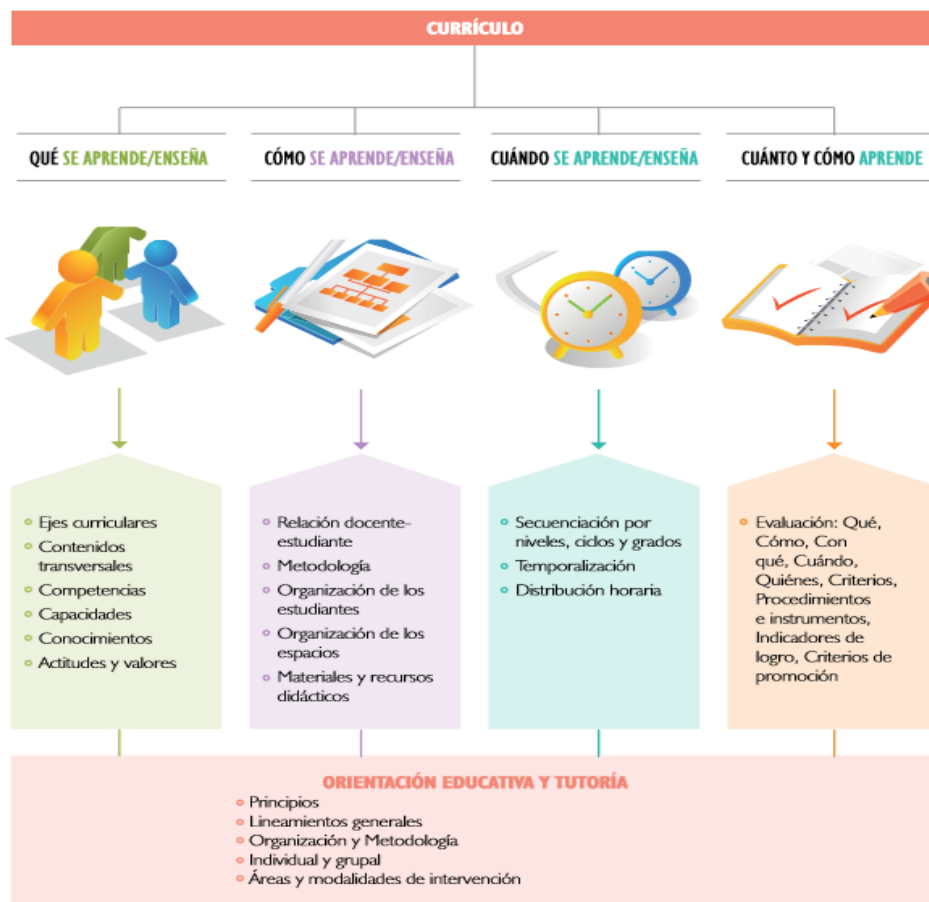 CURRÍCULO
QUÉ SE APRENDE/ENSEÑA
CÓMO SE APRENDE/ENSEÑA
CUÁNDO SE APRENDE/ENSEÑA
CUÁNTO Y CÓMO APRENDE
Ejes curriculares
Contenidos
transversales
Competencias
Capacidades
Conocimientos
Actitudes y valores
Relación docente-
estudiante
Metodología
Organización de los
estudiantes
Organización de los
espacios
Materiales y recursos
didácticos
Secuenciación por
niveles, ciclos y grados
Temporalización
Distribución horaria
Evaluación: Qué,
Cómo, Con
qué, Cuándo,
Quiénes, Criterios,
Procedimientos
e instrumentos,
Indicadores de
logro, Criterios de
promoción
ORIENTACIÓN EDUCATIVA Y TUTORÍA
Principios
Lineamientos generales
Organización y Metodología
Individual y grupal
Áreas y modalidades de intervención